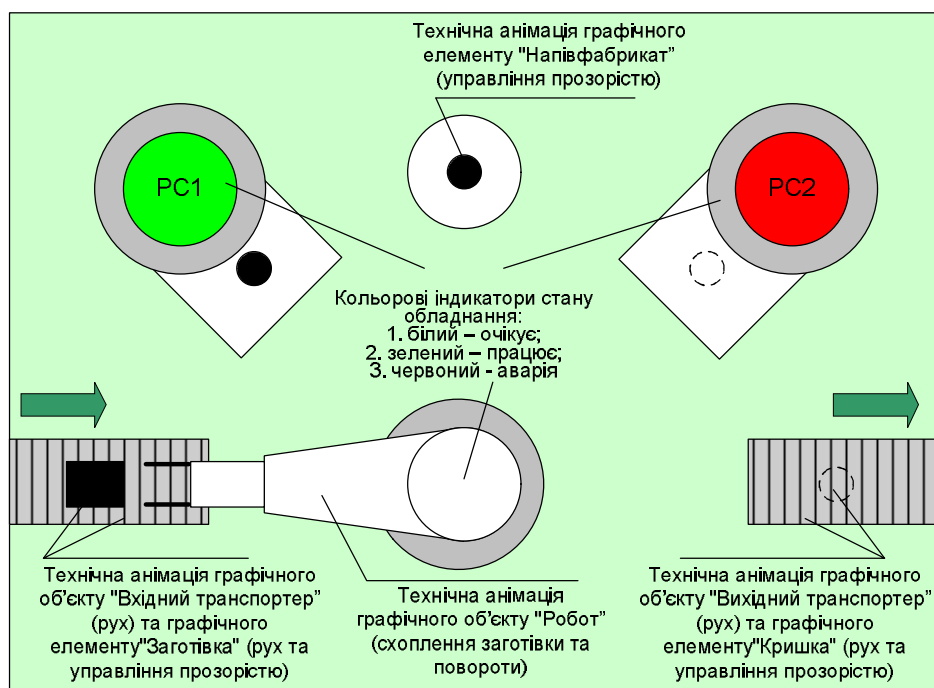 Технічна анімація графічного
елементу "Напівфабрикат”
(управління прозорістю)
РС1
РС2
Кольорові індикатори стану
обладнання:
1. білий – очікує;
2. зелений – працює;
3. червоний - аварія
Технічна анімація графічного
об’єкту "Вхідний транспортер”
(рух) та графічного
елементу"Заготівка” (рух та
управління прозорістю)
Технічна анімація
графічного об’єкту "Робот”
(схоплення заготівки та
повороти)
Технічна анімація графічного
об’єкту "Вихідний транспортер”
(рух) та графічного
елементу"Кришка” (рух та
управління прозорістю)